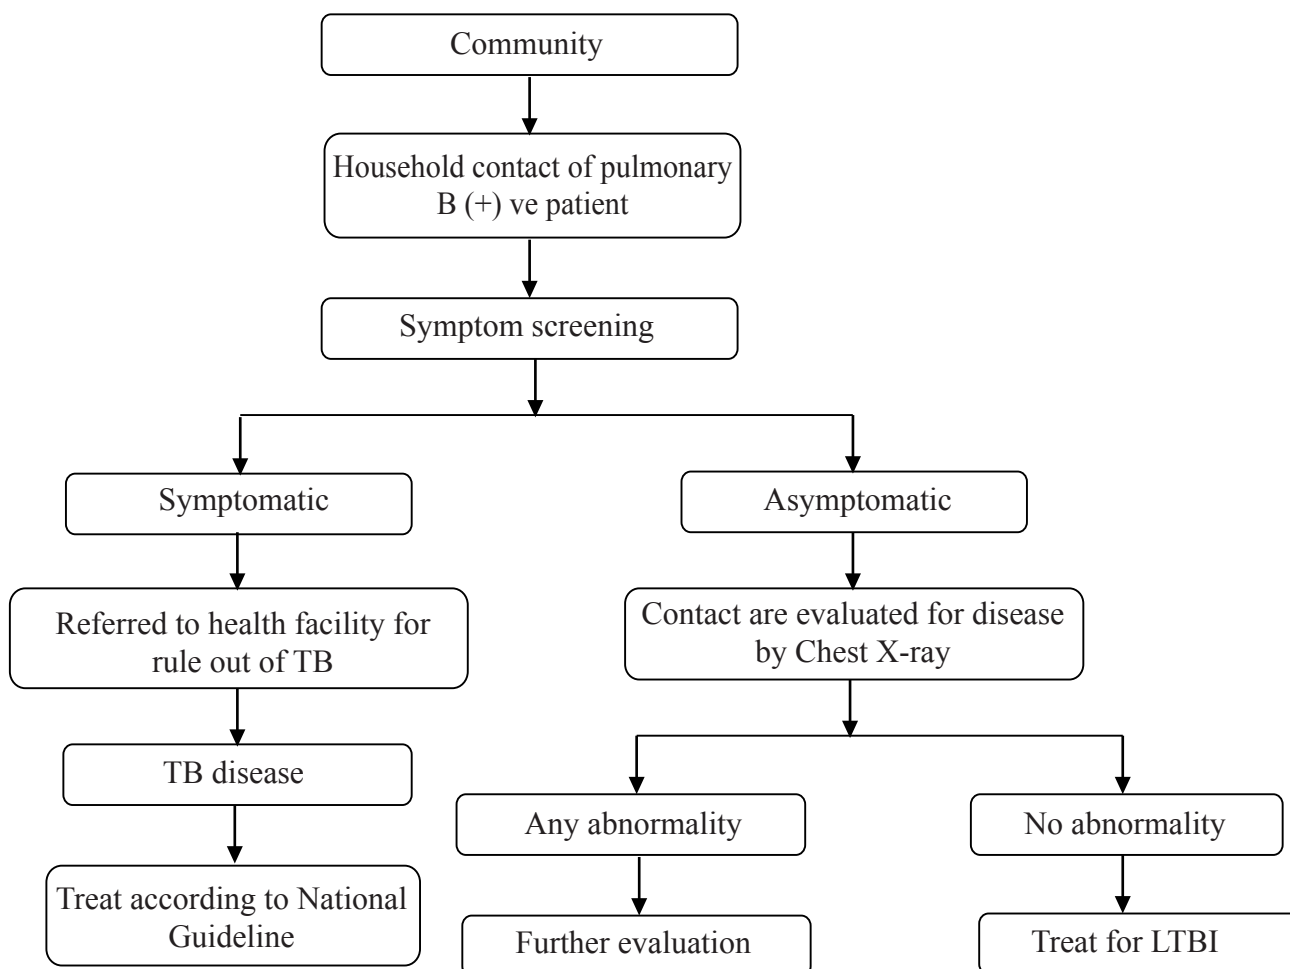 Community
Household contact of pulmonary
B (+) ve patient
Symptom screening
Symptomatic
Asymptomatic
Referred to health facility for
rule out of TB
Contact are evaluated for disease
by Chest X-ray
TB disease
Any abnormality
No abnormality
Treat according to National
Guideline
Further evaluation
Treat for LTBI